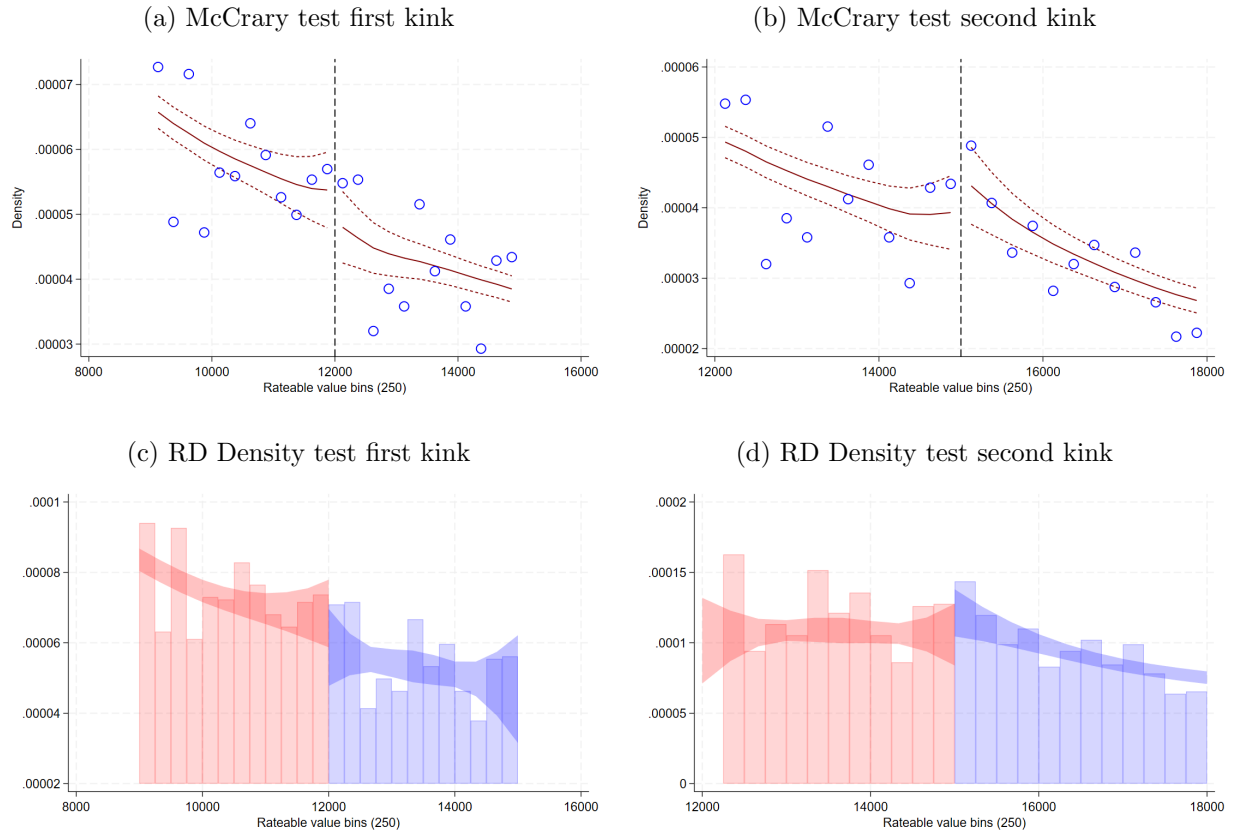 (a) McCrary test first kink
.00007
.00006
.00005
.00004
.00003
Density
8000 10000 12000 14000 16000
Rateable value bins (250)
(b) McCrary test second kink
.00006
.00005
.00004
.00003
.00002
Density
12000 14000 16000 18000
Rateable value bins (250)
(c) RD Density test first kink
.0001
.00008
.00006
.00004
.00002
8000 10000 12000 14000 16000
Rateable value bins (250)
(d) RD Density test second kink
.0002
.00015
.0001
.00005
0
12000 14000 16000 18000
Rateable value bins (250)